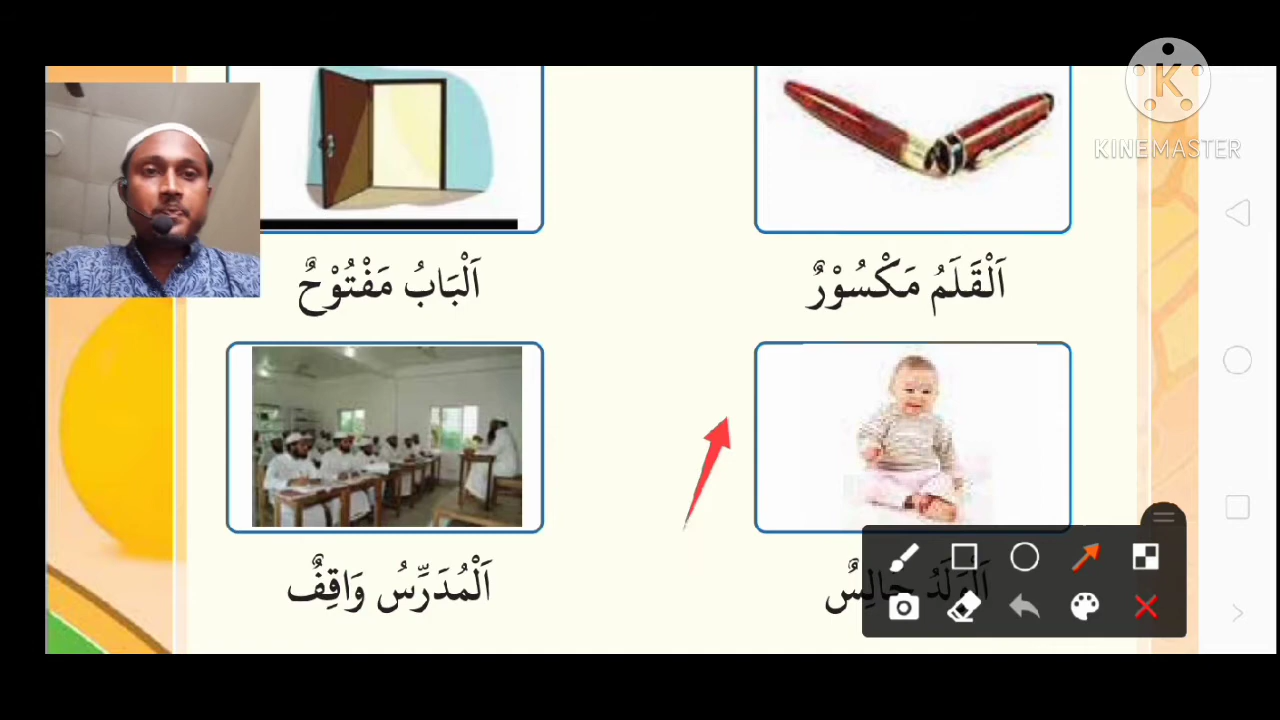 KINEMASTER
اَلْقَلَمُ مَكْسُوْرٌ
اَلْبَابُ مَفْتُوْحٌ
اَلْوَلَدُ جَالِسٌ
اَلْمُدَرِّسُ وَاقِفٌ